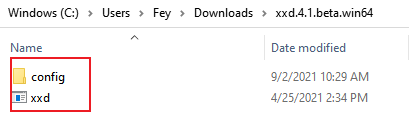 Windows (C:) > Users > Fey > Downloads > xxd.4.1.beta.win64
Name Date modified
config 9/2/2021 10:29 AM
xxd 4/25/2021 2:34 PM